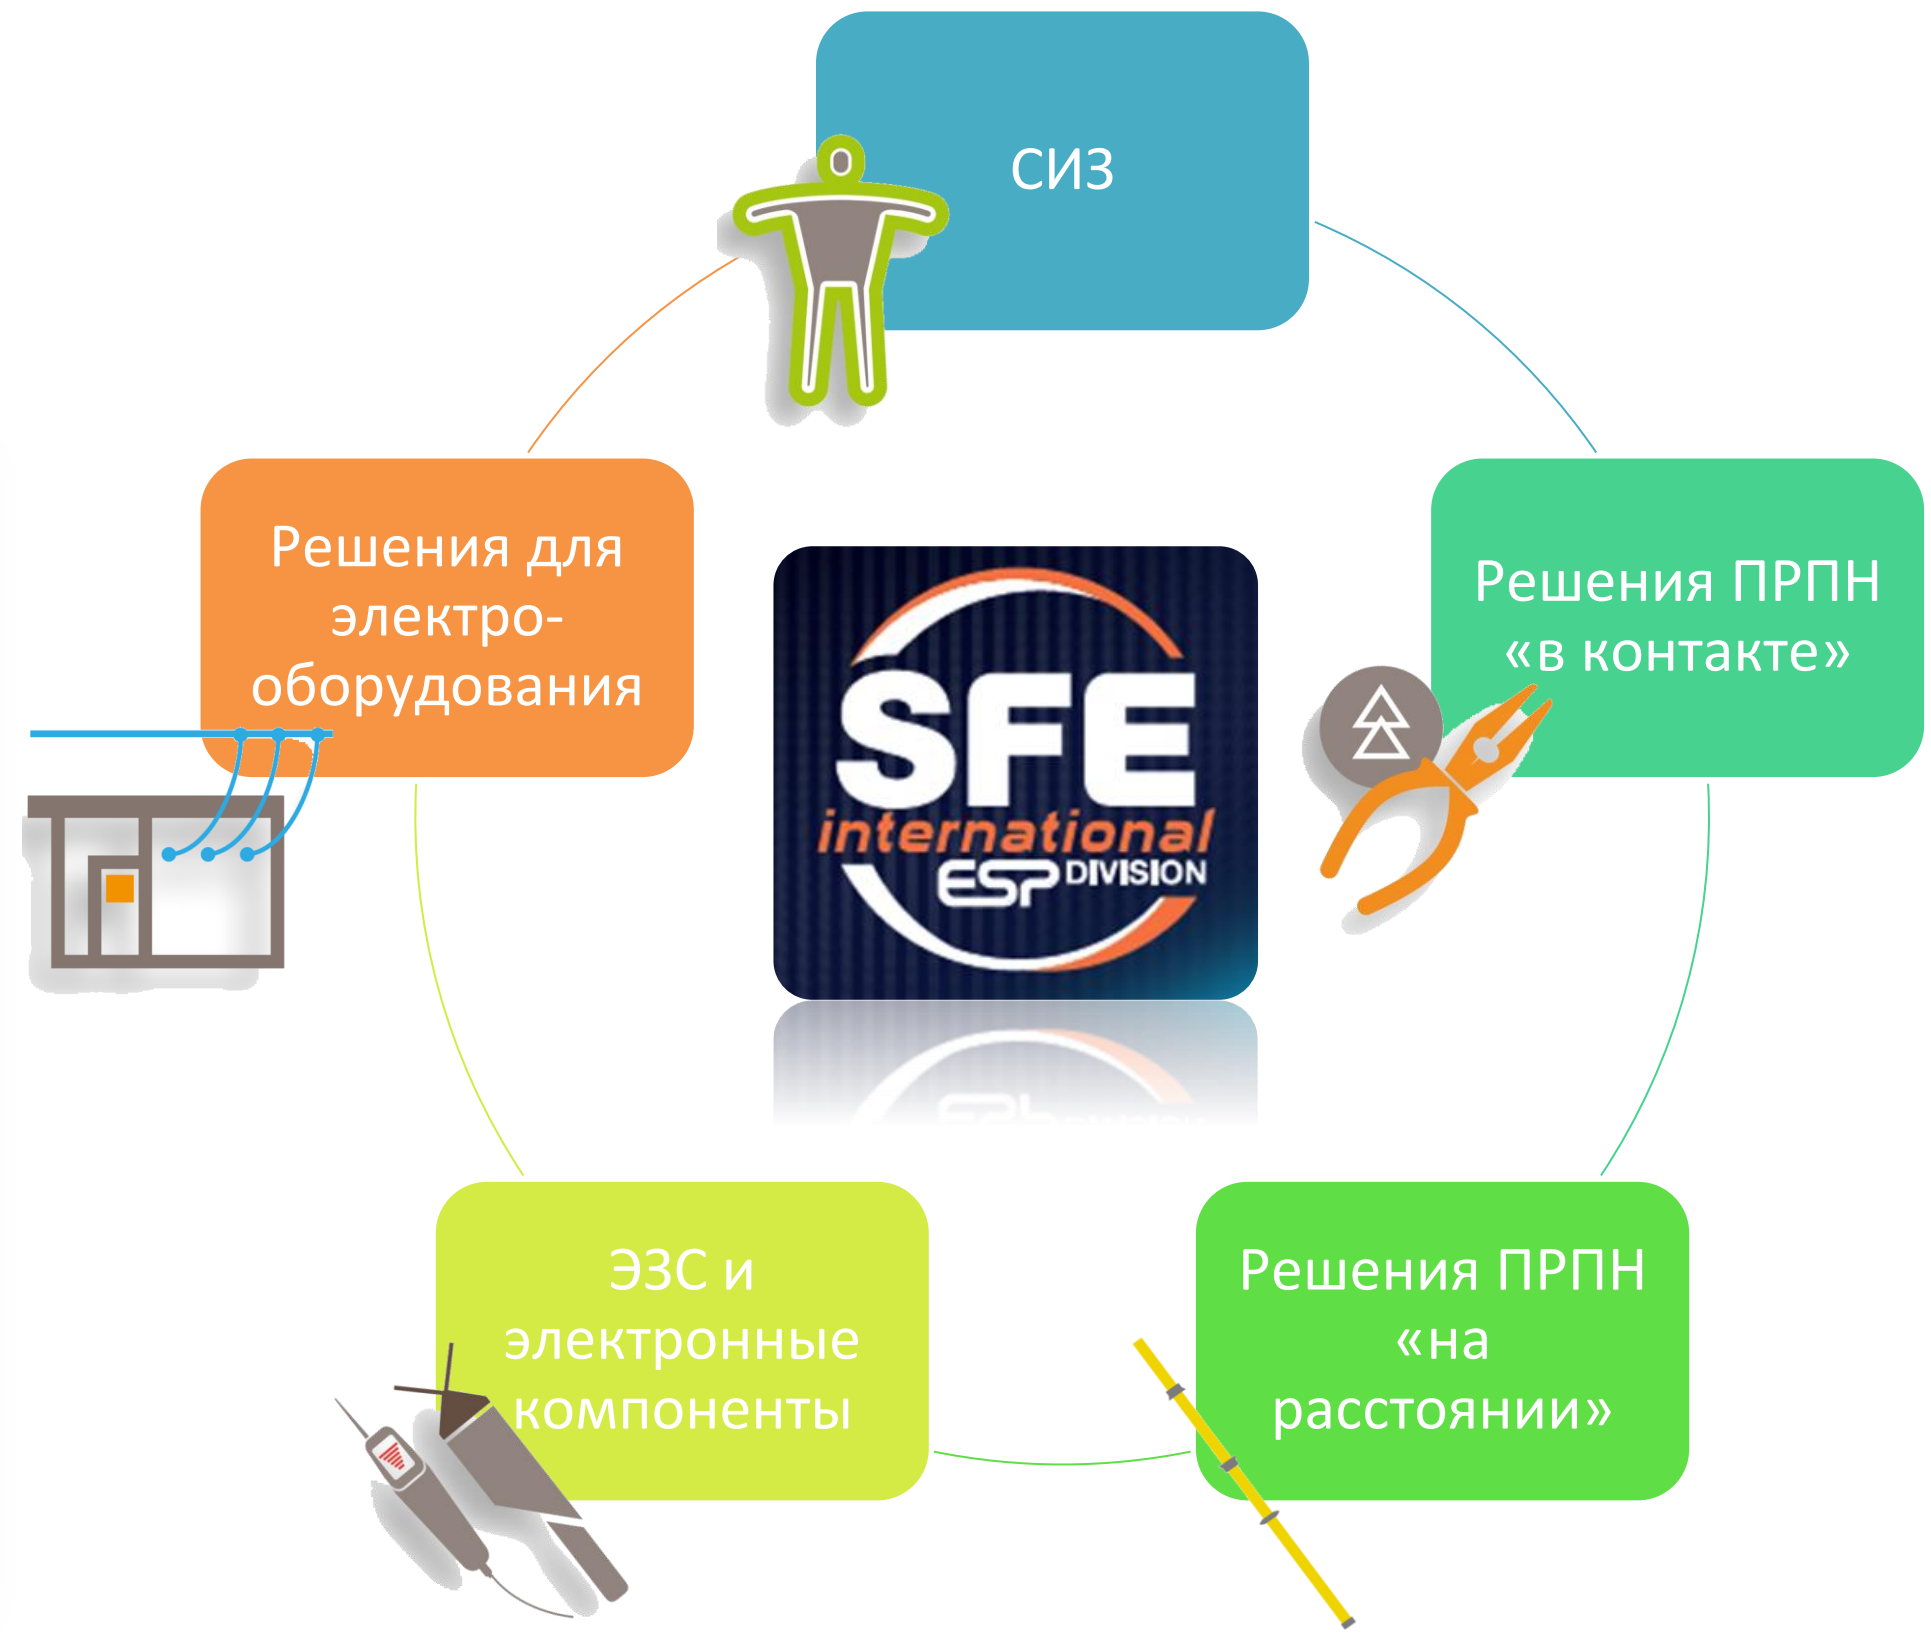 СИЗ
Решения для
электро-
оборудования
Решения ПРПН
«в контакте»
SFE
international
ESP DIVISION
ЭЗС и
электронные
компоненты
Решения ПРПН
«на
расстоянии»